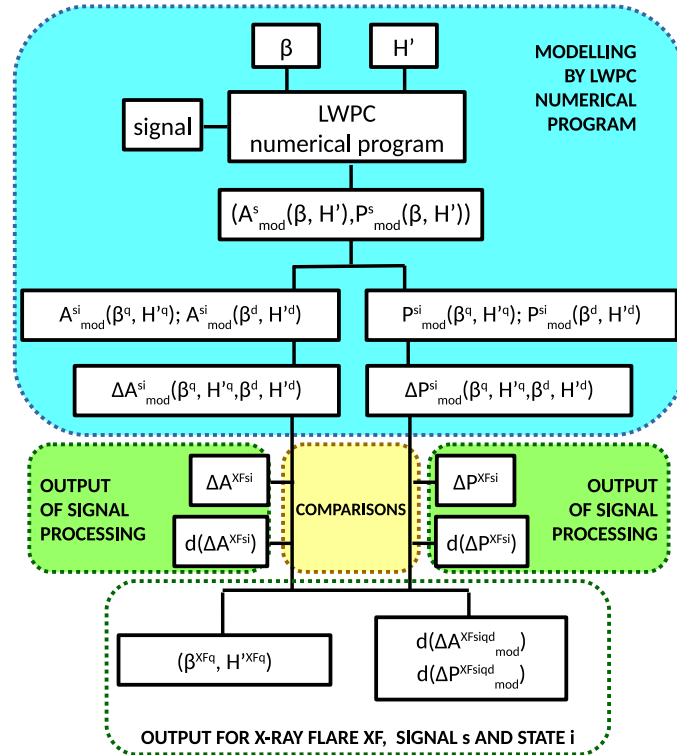 β
H’
MODELLING
BY LWPC
NUMERICAL
PROGRAM
signal
LWPC
numerical program
(Aˢmod(β, H’),Pˢmod(β, H’))
Aˢⁱmod(βq, H’q); Aˢⁱmod(βᵈ, H’ᵈ)
Pˢⁱmod(βq, H’q); Pˢⁱmod(βᵈ, H’ᵈ)
ΔAˢⁱmod(βq, H’q,βᵈ, H’ᵈ)
ΔPˢⁱmod(βq, H’q,βᵈ, H’ᵈ)
OUTPUT
OF SIGNAL
PROCESSING
ΔAXFsi
d(ΔAXFsi)
COMPARISONS
ΔPXFsi
d(ΔPXFsi)
OUTPUT
OF SIGNAL
PROCESSING
(βXFq, H’XFq)
d(ΔAXFsiqdmod)
d(ΔPXFsiqdmod)
OUTPUT FOR X-RAY FLARE XF, SIGNAL s AND STATE i